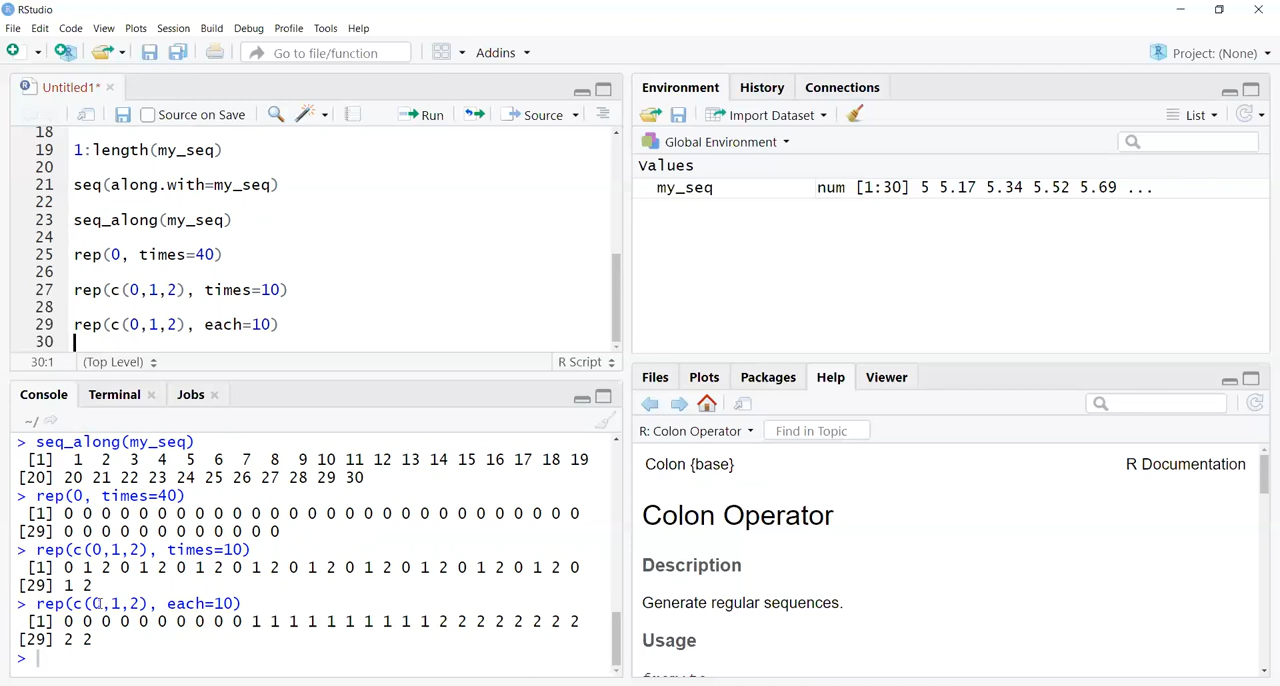 RStudio
File Edit Code View Plots Session Build Debug Profile Tools Help
Go to file/function Addins Project: (None)
Untitled1*
Source on Save Run Source
18
19 1:length(my_seq)
20
21 seq(along.with=my_seq)
22
23 seq_along(my_seq)
24
25 rep(0, times=40)
26
27 rep(c(0,1,2), times=10)
28
29 rep(c(0,1,2), each=10)
30
30:1 (Top Level) R Script
Console Terminal Jobs
~/
> seq_along(my_seq)
[1] 1 2 3 4 5 6 7 8 9 10 11 12 13 14 15 16 17 18 19
[20] 20 21 22 23 24 25 26 27 28 29 30
> rep(0, times=40)
[1] 0 0 0 0 0 0 0 0 0 0 0 0 0 0 0 0 0 0 0 0 0 0 0 0 0 0 0 0
[29] 0 0 0 0 0 0 0 0 0 0 0 0
> rep(c(0,1,2), times=10)
[1] 0 1 2 0 1 2 0 1 2 0 1 2 0 1 2 0 1 2 0 1 2 0 1 2 0 1 2 0
[29] 1 2
> rep(c(0,1,2), each=10)
[1] 0 0 0 0 0 0 0 0 0 0 1 1 1 1 1 1 1 1 1 1 2 2 2 2 2 2 2 2
[29] 2 2
>
Environment History Connections
Import Dataset List
Global Environment
Values
my_seq num [1:30] 5 5.17 5.34 5.52 5.69 ...
Files Plots Packages Help Viewer
R: Colon Operator Find in Topic
Colon {base} R Documentation
Colon Operator
Description
Generate regular sequences.
Usage